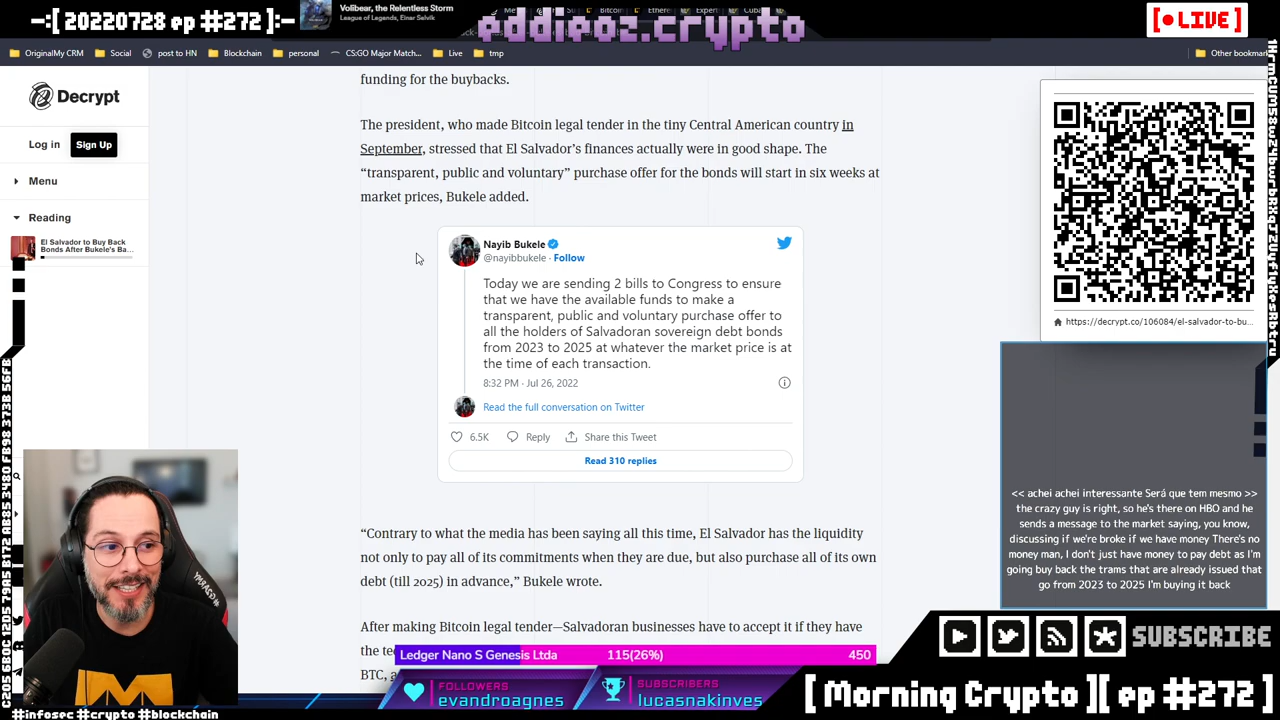 -:[ 20220728 ep #272 ]:-
Volibear, the Relentless Storm
League of Legends, Einar Selvik
eddieoz.crypto
[ LIVE ]
OriginalMy CRM
Social
post to HN
Blockchain
personal
CS:GO Major Match...
Live
tmp
Other bookmar
Decrypt
Log in
Sign Up
Menu
Reading
El Salvador to Buy Back
Bonds After Bukele's Ba...
funding for the buybacks.
The president, who made Bitcoin legal tender in the tiny Central American country in
September, stressed that El Salvador’s finances actually were in good shape. The
“transparent, public and voluntary” purchase offer for the bonds will start in six weeks at
market prices, Bukele added.
Nayib Bukele
@nayibbukele · Follow
Today we are sending 2 bills to Congress to ensure
that we have the available funds to make a
transparent, public and voluntary purchase offer to
all the holders of Salvadoran sovereign debt bonds
from 2023 to 2025 at whatever the market price is at
the time of each transaction.
8:32 PM · Jul 26, 2022
Read the full conversation on Twitter
6.5K
Reply
Share this Tweet
Read 310 replies
“Contrary to what the media has been saying all this time, El Salvador has the liquidity
not only to pay all of its commitments when they are due, but also purchase all of its own
debt (till 2025) in advance,” Bukele wrote.
After making Bitcoin legal tender—Salvadoran businesses have to accept it if they have
the te
BTC, a
https://decrypt.co/106084/el-salvador-to-bu...
<< achei achei interessante Será que tem mesmo >>
the crazy guy is right, so he's there on HBO and he
sends a message to the market saying, you know,
discussing if we're broke if we have money There's no
money man, I don't just have money to pay debt as I'm
going buy back the trams that are already issued that
go from 2023 to 2025 I'm buying it back
SUBSCRIBE
Ledger Nano S Genesis Ltda
115(26%)
450
FOLLOWERS
evandroagnes
SUBSCRIBERS
lucasnakinves
[ Morning Crypto ][ ep #272 ]
#infosec #crypto #blockchain